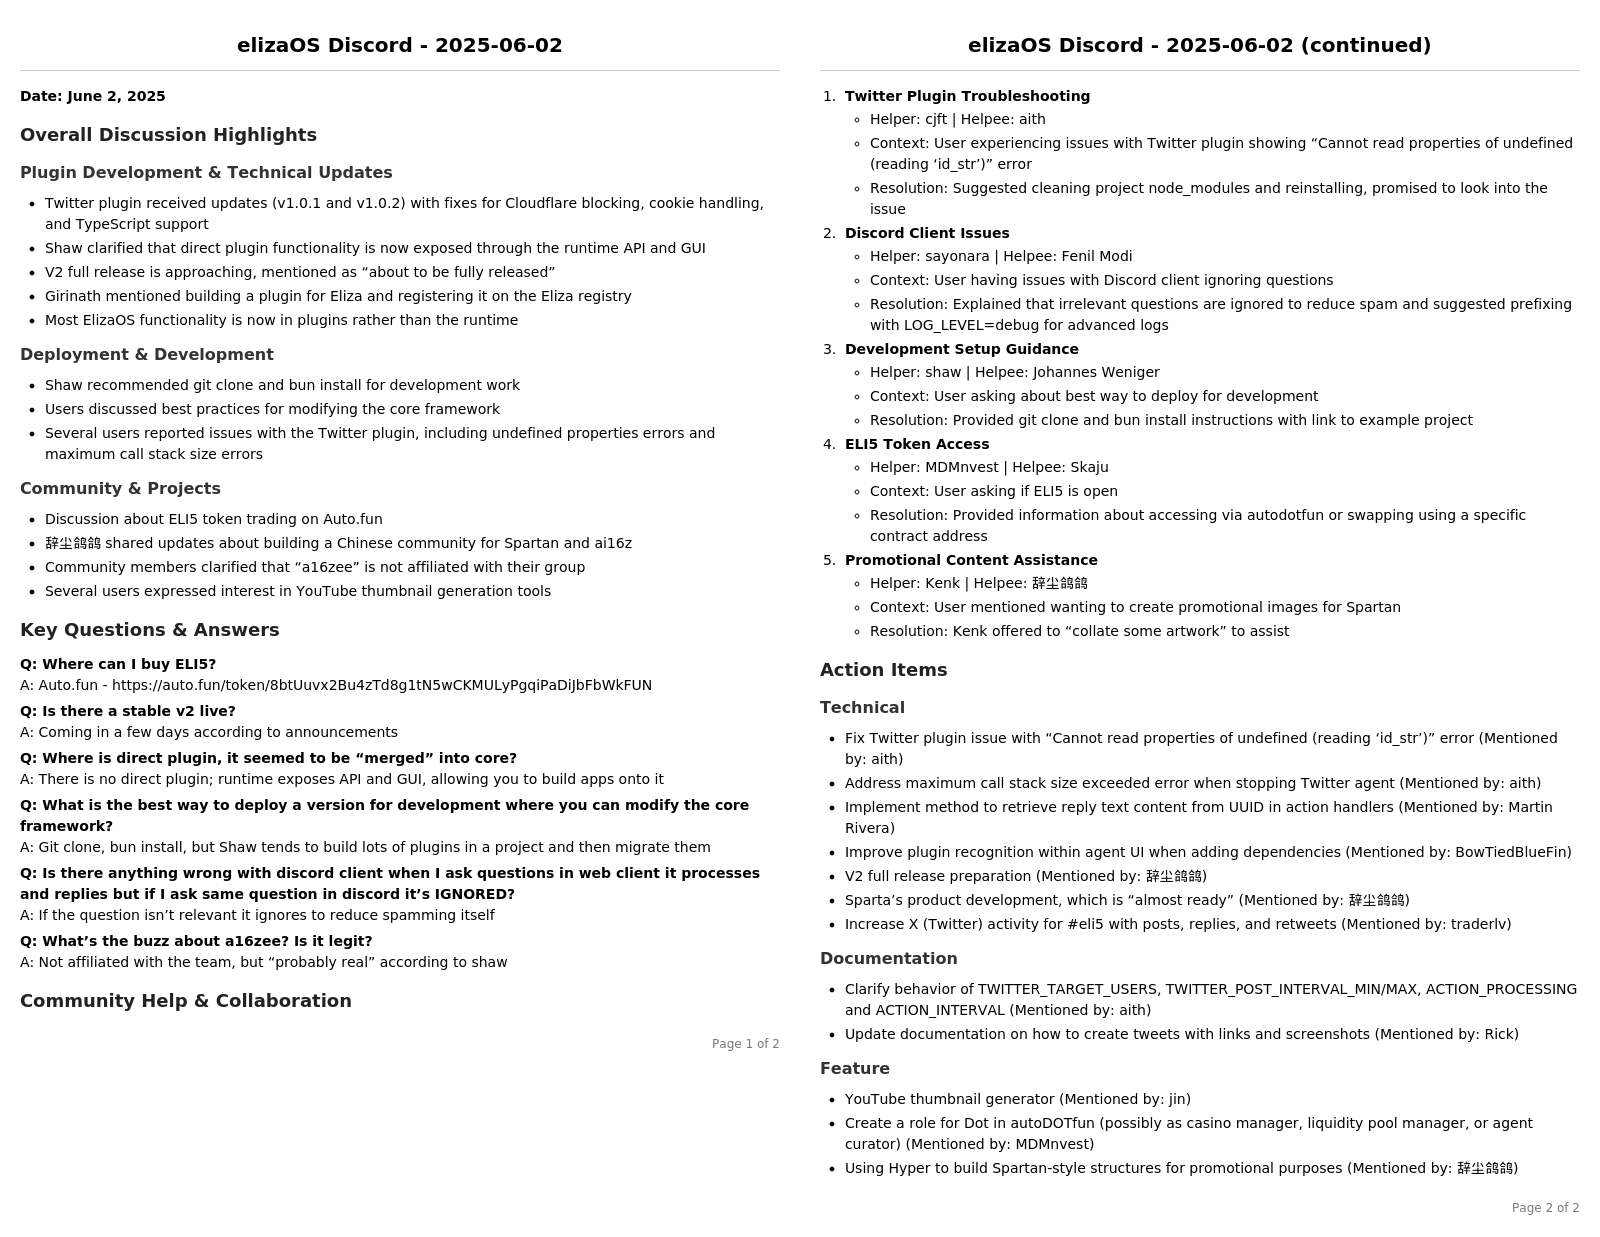 elizaOS Discord - 2025-06-02
Date: June 2, 2025
Overall Discussion Highlights
Plugin Development & Technical Updates
• Twitter plugin received updates (v1.0.1 and v1.0.2) with fixes for Cloudflare blocking, cookie handling,
and TypeScript support
• Shaw clarified that direct plugin functionality is now exposed through the runtime API and GUI
• V2 full release is approaching, mentioned as “about to be fully released”
• Girinath mentioned building a plugin for Eliza and registering it on the Eliza registry
• Most ElizaOS functionality is now in plugins rather than the runtime
Deployment & Development
• Shaw recommended git clone and bun install for development work
• Users discussed best practices for modifying the core framework
• Several users reported issues with the Twitter plugin, including undefined properties errors and
maximum call stack size errors
Community & Projects
• Discussion about ELI5 token trading on Auto.fun
• 辞尘鸽鸽 shared updates about building a Chinese community for Spartan and ai16z
• Community members clarified that “a16zee” is not affiliated with their group
• Several users expressed interest in YouTube thumbnail generation tools
Key Questions & Answers
Q: Where can I buy ELI5?
A: Auto.fun - https://auto.fun/token/8btUuvx2Bu4zTd8g1tN5wCKMULyPgqiPaDiJbFbWkFUN
Q: Is there a stable v2 live?
A: Coming in a few days according to announcements
Q: Where is direct plugin, it seemed to be “merged” into core?
A: There is no direct plugin; runtime exposes API and GUI, allowing you to build apps onto it
Q: What is the best way to deploy a version for development where you can modify the core
framework?
A: Git clone, bun install, but Shaw tends to build lots of plugins in a project and then migrate them
Q: Is there anything wrong with discord client when I ask questions in web client it processes
and replies but if I ask same question in discord it’s IGNORED?
A: If the question isn’t relevant it ignores to reduce spamming itself
Q: What’s the buzz about a16zee? Is it legit?
A: Not affiliated with the team, but “probably real” according to shaw
Community Help & Collaboration
Page 1 of 2
elizaOS Discord - 2025-06-02 (continued)
1. Twitter Plugin Troubleshooting
◦ Helper: cjft | Helpee: aith
◦ Context: User experiencing issues with Twitter plugin showing “Cannot read properties of undefined
(reading ‘id_str’)” error
◦ Resolution: Suggested cleaning project node_modules and reinstalling, promised to look into the
issue
2. Discord Client Issues
◦ Helper: sayonara | Helpee: Fenil Modi
◦ Context: User having issues with Discord client ignoring questions
◦ Resolution: Explained that irrelevant questions are ignored to reduce spam and suggested prefixing
with LOG_LEVEL=debug for advanced logs
3. Development Setup Guidance
◦ Helper: shaw | Helpee: Johannes Weniger
◦ Context: User asking about best way to deploy for development
◦ Resolution: Provided git clone and bun install instructions with link to example project
4. ELI5 Token Access
◦ Helper: MDMnvest | Helpee: Skaju
◦ Context: User asking if ELI5 is open
◦ Resolution: Provided information about accessing via autodotfun or swapping using a specific
contract address
5. Promotional Content Assistance
◦ Helper: Kenk | Helpee: 辞尘鸽鸽
◦ Context: User mentioned wanting to create promotional images for Spartan
◦ Resolution: Kenk offered to “collate some artwork” to assist
Action Items
Technical
• Fix Twitter plugin issue with “Cannot read properties of undefined (reading ‘id_str’)” error (Mentioned
by: aith)
• Address maximum call stack size exceeded error when stopping Twitter agent (Mentioned by: aith)
• Implement method to retrieve reply text content from UUID in action handlers (Mentioned by: Martin
Rivera)
• Improve plugin recognition within agent UI when adding dependencies (Mentioned by: BowTiedBlueFin)
• V2 full release preparation (Mentioned by: 辞尘鸽鸽)
• Sparta’s product development, which is “almost ready” (Mentioned by: 辞尘鸽鸽)
• Increase X (Twitter) activity for #eli5 with posts, replies, and retweets (Mentioned by: traderlv)
Documentation
• Clarify behavior of TWITTER_TARGET_USERS, TWITTER_POST_INTERVAL_MIN/MAX, ACTION_PROCESSING
and ACTION_INTERVAL (Mentioned by: aith)
• Update documentation on how to create tweets with links and screenshots (Mentioned by: Rick)
Feature
• YouTube thumbnail generator (Mentioned by: jin)
• Create a role for Dot in autoDOTfun (possibly as casino manager, liquidity pool manager, or agent
curator) (Mentioned by: MDMnvest)
• Using Hyper to build Spartan-style structures for promotional purposes (Mentioned by: 辞尘鸽鸽)
Page 2 of 2